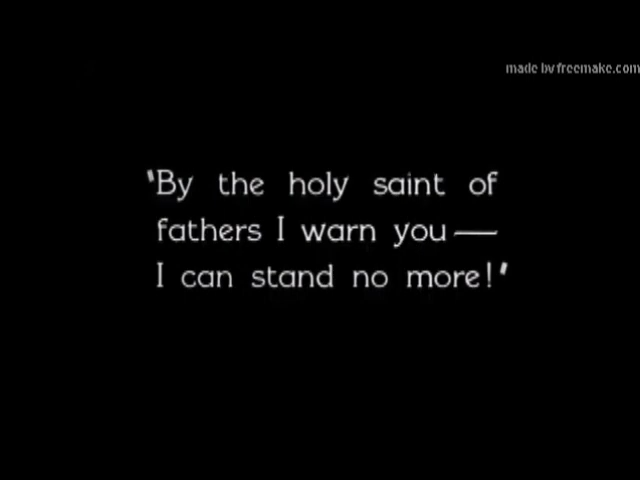 made by freemake.com
"By the holy saint of
fathers I warn you—
I can stand no more!"